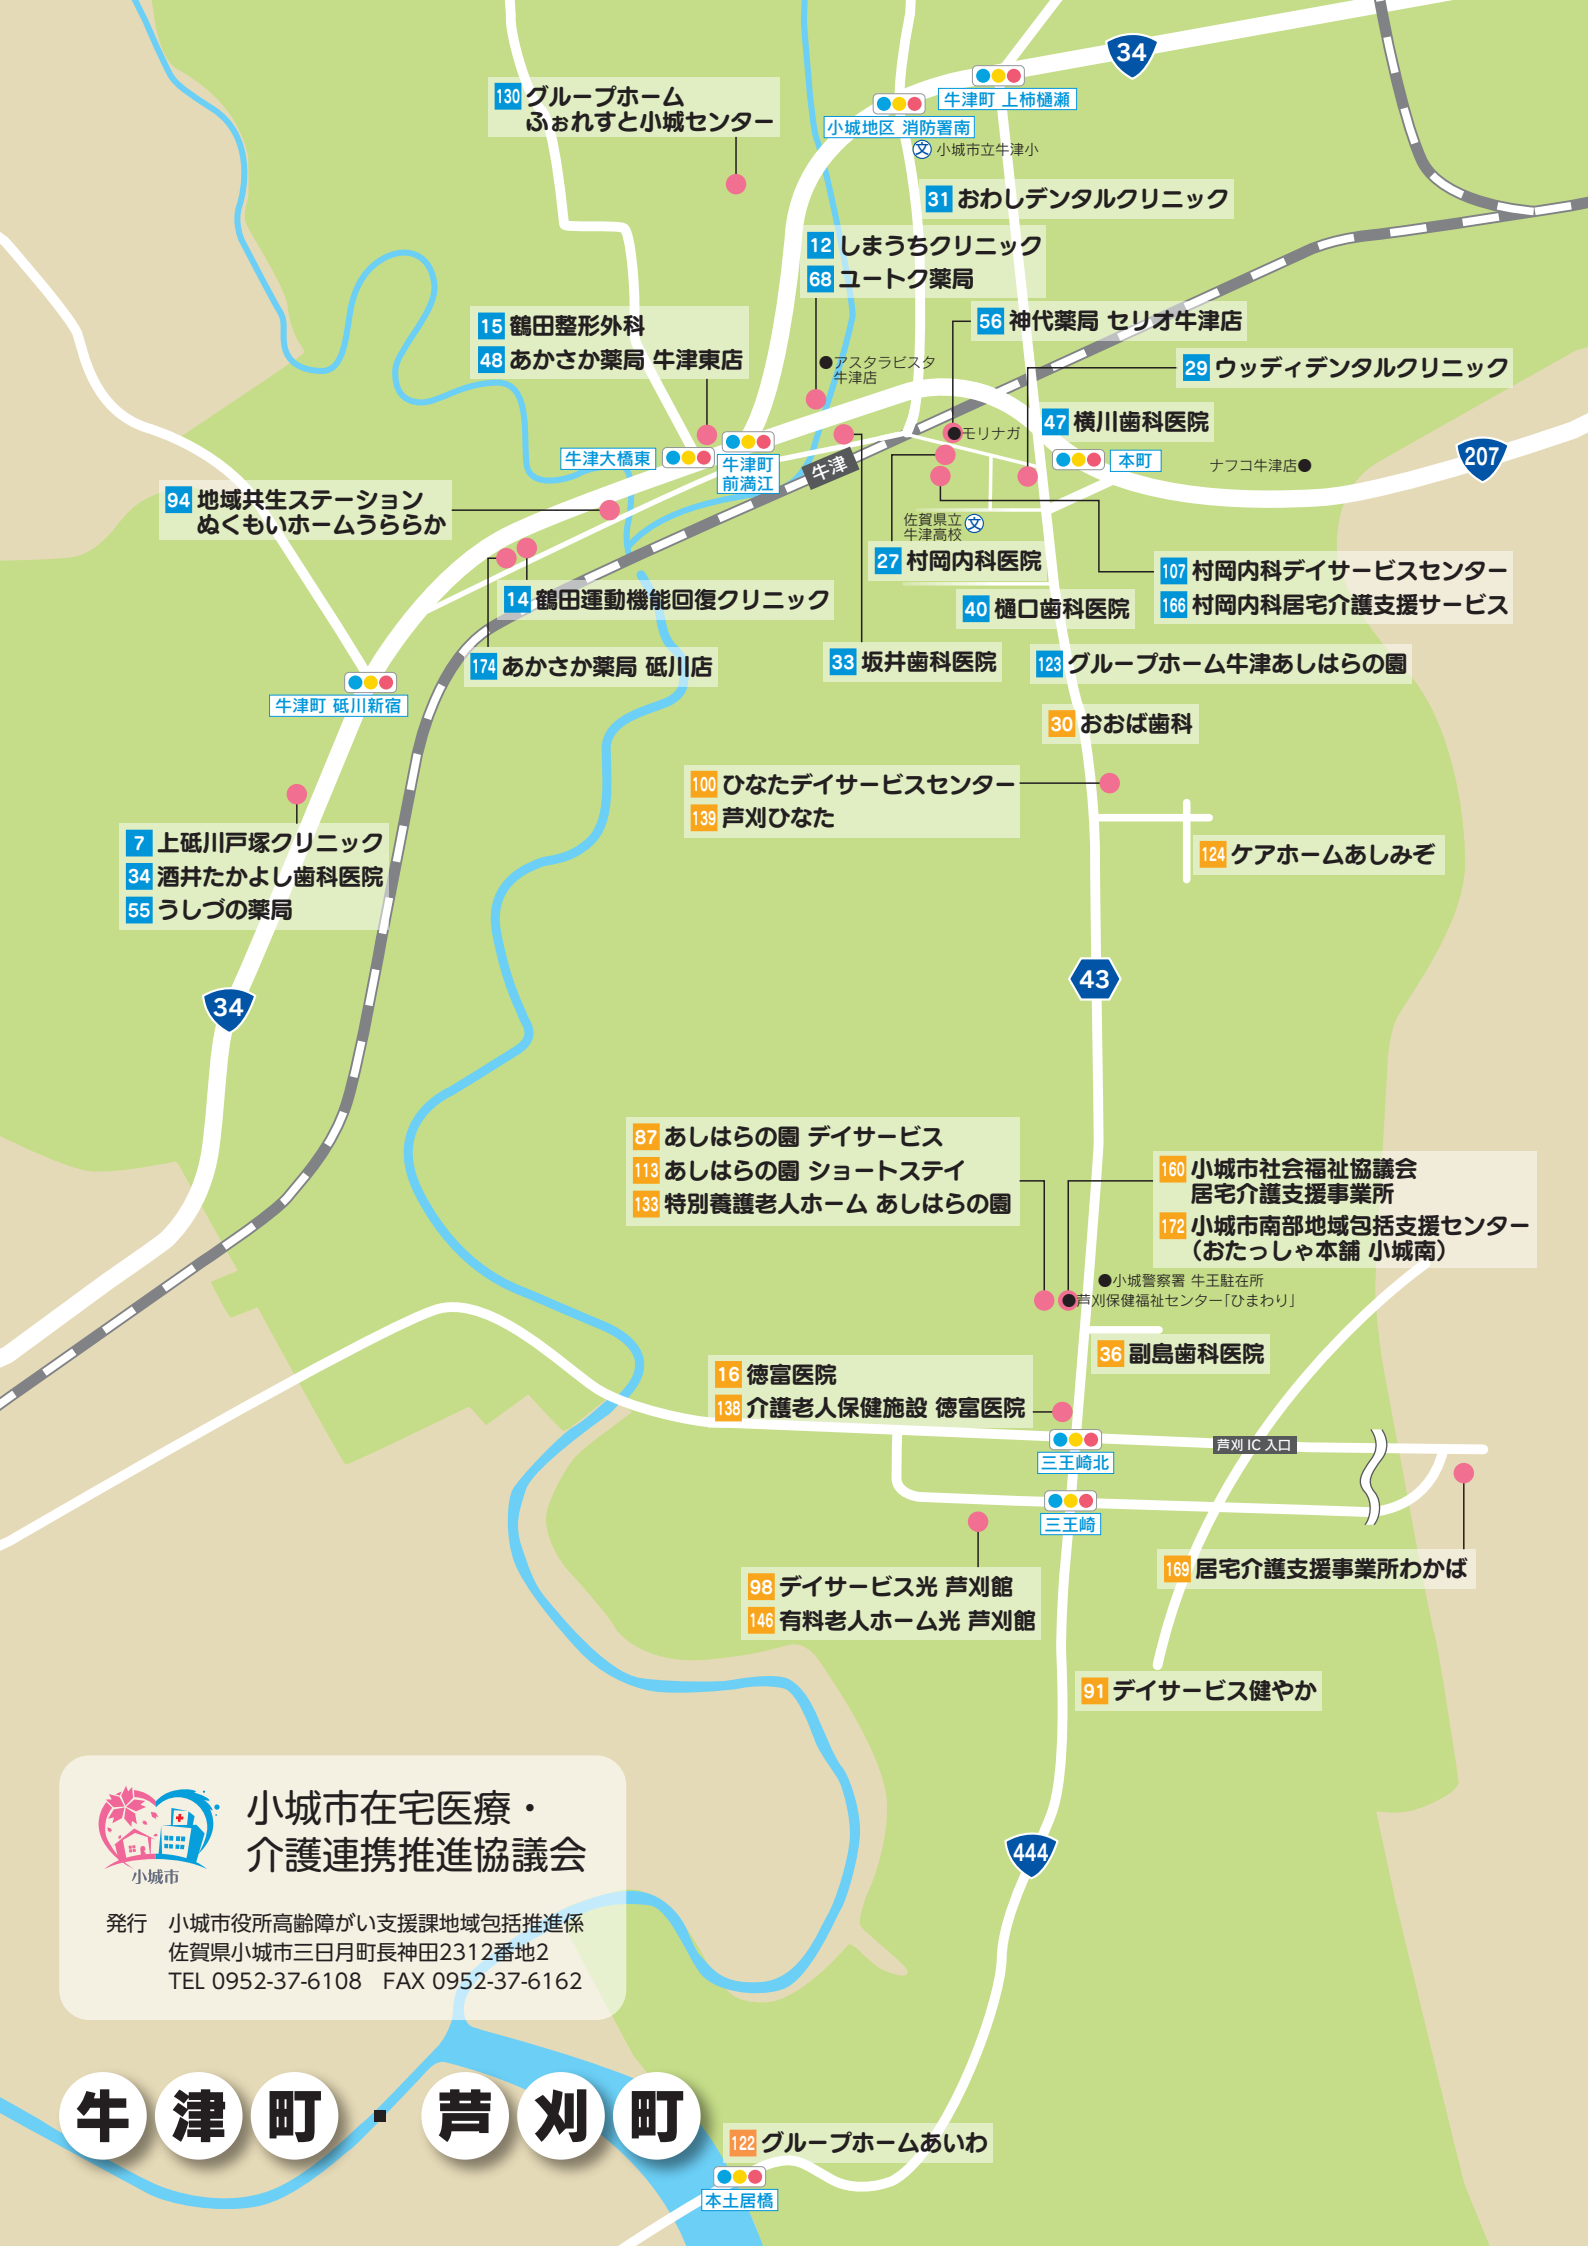 34
牛津町 上柿樋瀬
小城地区 消防署南
文 小城市立牛津小
130 グループホーム
ふぉれすと小城センター
31 おわしデンタルクリニック
12 しまうちクリニック
68 ユートク薬局
56 神代薬局 セリオ牛津店
15 鶴田整形外科
48 あかさか薬局 牛津東店
●アスタラビスタ
牛津店
29 ウッディデンタルクリニック
47 横川歯科医院
●モリナガ
本町
207
ナフコ牛津店●
牛津大橋東
牛津町
前満江
牛津
94 地域共生ステーション
ぬくもいホームうららか
佐賀県立
牛津高校 文
27 村岡内科医院
107 村岡内科デイサービスセンター
166 村岡内科居宅介護支援サービス
14 鶴田運動機能回復クリニック
40 樋口歯科医院
174 あかさか薬局 砥川店
33 坂井歯科医院
123 グループホーム牛津あしはらの園
牛津町 砥川新宿
30 おおば歯科
100 ひなたデイサービスセンター
139 芦刈ひなた
7 上砥川戸塚クリニック
34 酒井たかよし歯科医院
55 うしづの薬局
124 ケアホームあしみぞ
43
34
87 あしはらの園 デイサービス
113 あしはらの園 ショートステイ
133 特別養護老人ホーム あしはらの園
160 小城市社会福祉協議会
居宅介護支援事業所
172 小城市南部地域包括支援センター
（おたっしゃ本舗 小城南）
●小城警察署 牛王駐在所
●芦刈保健福祉センター「ひまわり」
36 副島歯科医院
16 徳富医院
138 介護老人保健施設 徳富医院
三王崎北
芦刈 IC 入口
三王崎
98 デイサービス光 芦刈館
146 有料老人ホーム光 芦刈館
169 居宅介護支援事業所わかば
91 デイサービス健やか
小城市
小城市在宅医療・
介護連携推進協議会
発行 小城市役所高齢障がい支援課地域包括推進係
佐賀県小城市三日月町長神田2312番地2
TEL 0952-37-6108 FAX 0952-37-6162
444
牛津町・芦刈町
122 グループホームあいわ
本土居橋